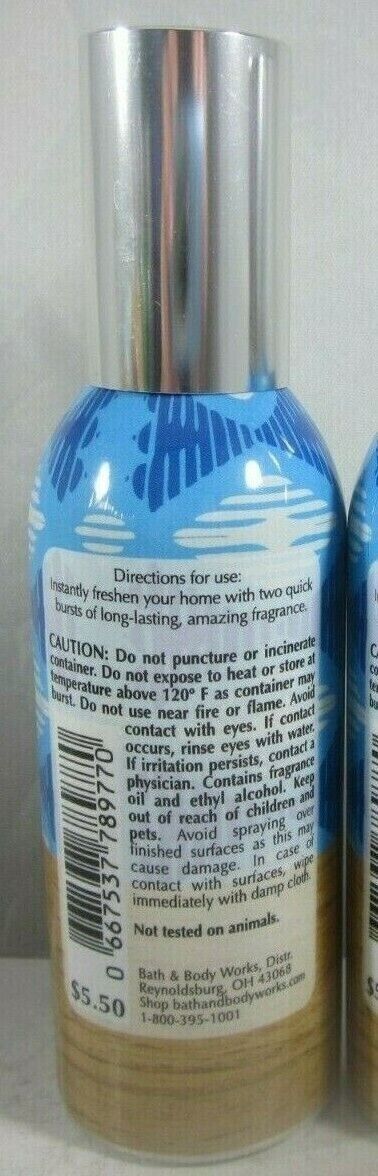 Directions for use:
Instantly freshen your home with two quick
bursts of long-lasting, amazing fragrance.
CAUTION: Do not puncture or incinerate
container. Do not expose to heat or store at
temperature above 120° F as container may
burst. Do not use near fire or flame. Avoid
contact with eyes. If contact
occurs, rinse eyes with water.
If irritation persists, contact a
physician. Contains fragrance
oil and ethyl alcohol. Keep
out of reach of children and
pets. Avoid spraying over
finished surfaces as this may
cause damage. In case of
contact with surfaces, wipe
immediately with damp cloth.
Not tested on animals.
Bath & Body Works, Distr.
Reynoldsburg, OH 43068
Shop bathandbodyworks.com
1-800-395-1001
0 667537 789770
$5.50